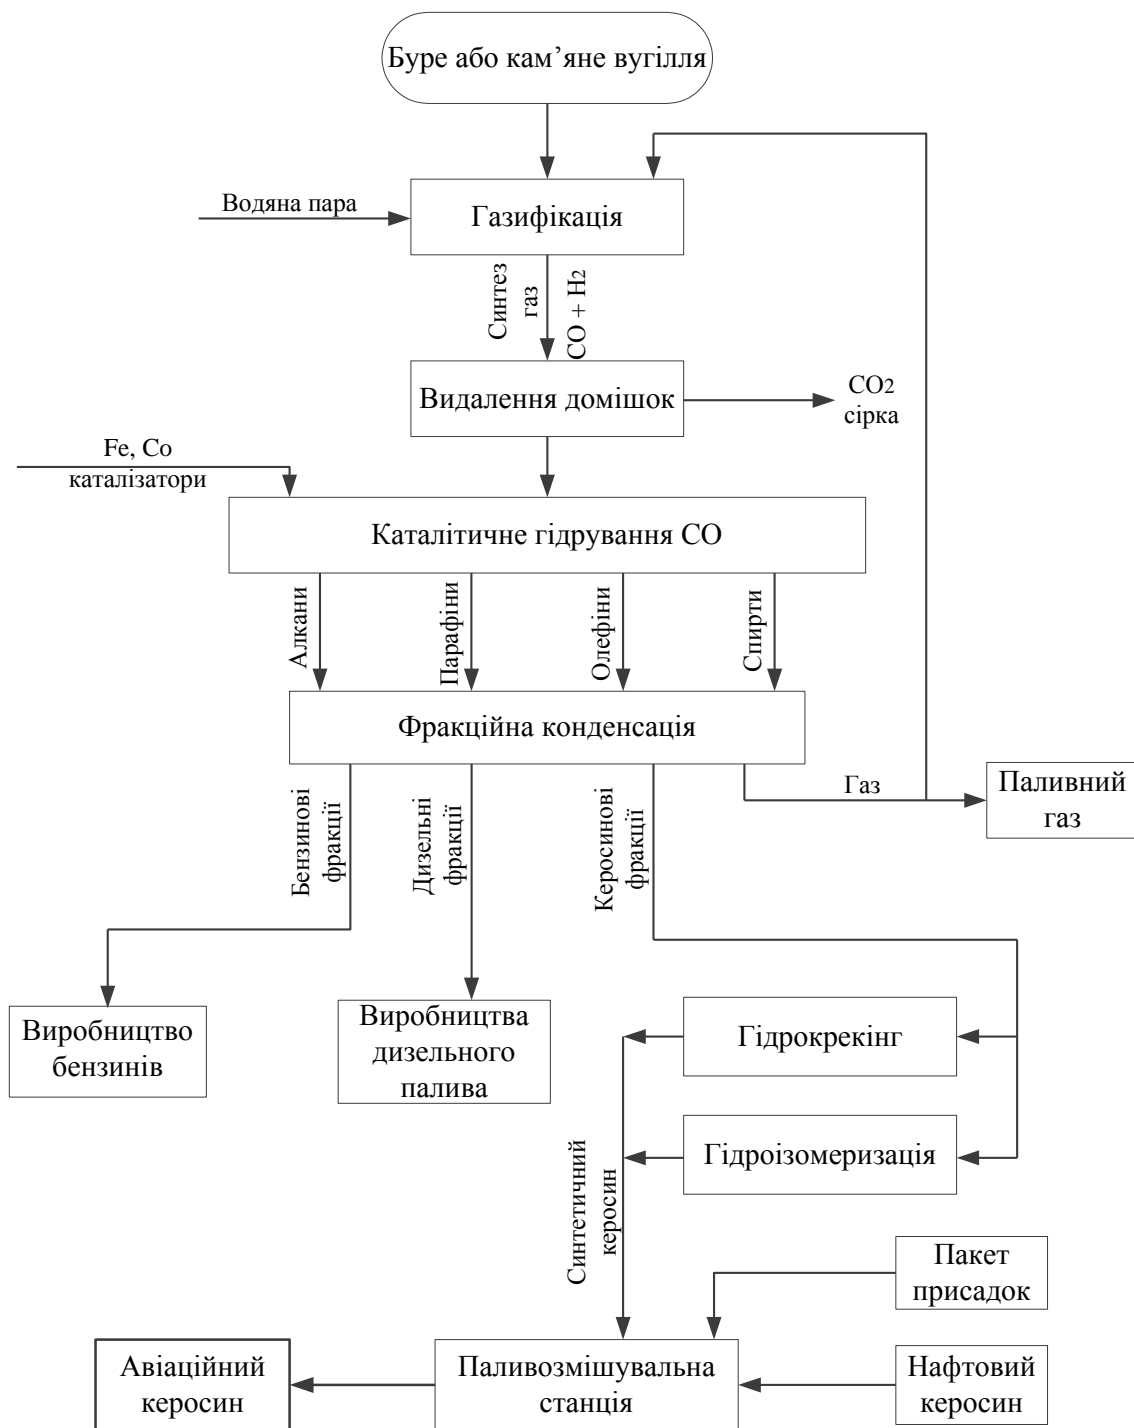 Буре або кам’яне вугілля
Водяна пара
Газифікація
Синтез
газ
CO + H2
Видалення домішок
CO2
сірка
Fe, Co
каталізатори
Каталітичне гідрування CO
Алкани
Парафіни
Олефіни
Спирти
Фракційна конденсація
Бензинові
фракції
Дизельні
фракції
Керосинові
фракції
Газ
Паливний
газ
Виробництво
бензинів
Виробництва
дизельного
палива
Гідрокрекінг
Гідроізомеризація
Синтетичний
керосин
Пакет
присадок
Авіаційний
керосин
Паливозмішувальна
станція
Нафтовий
керосин